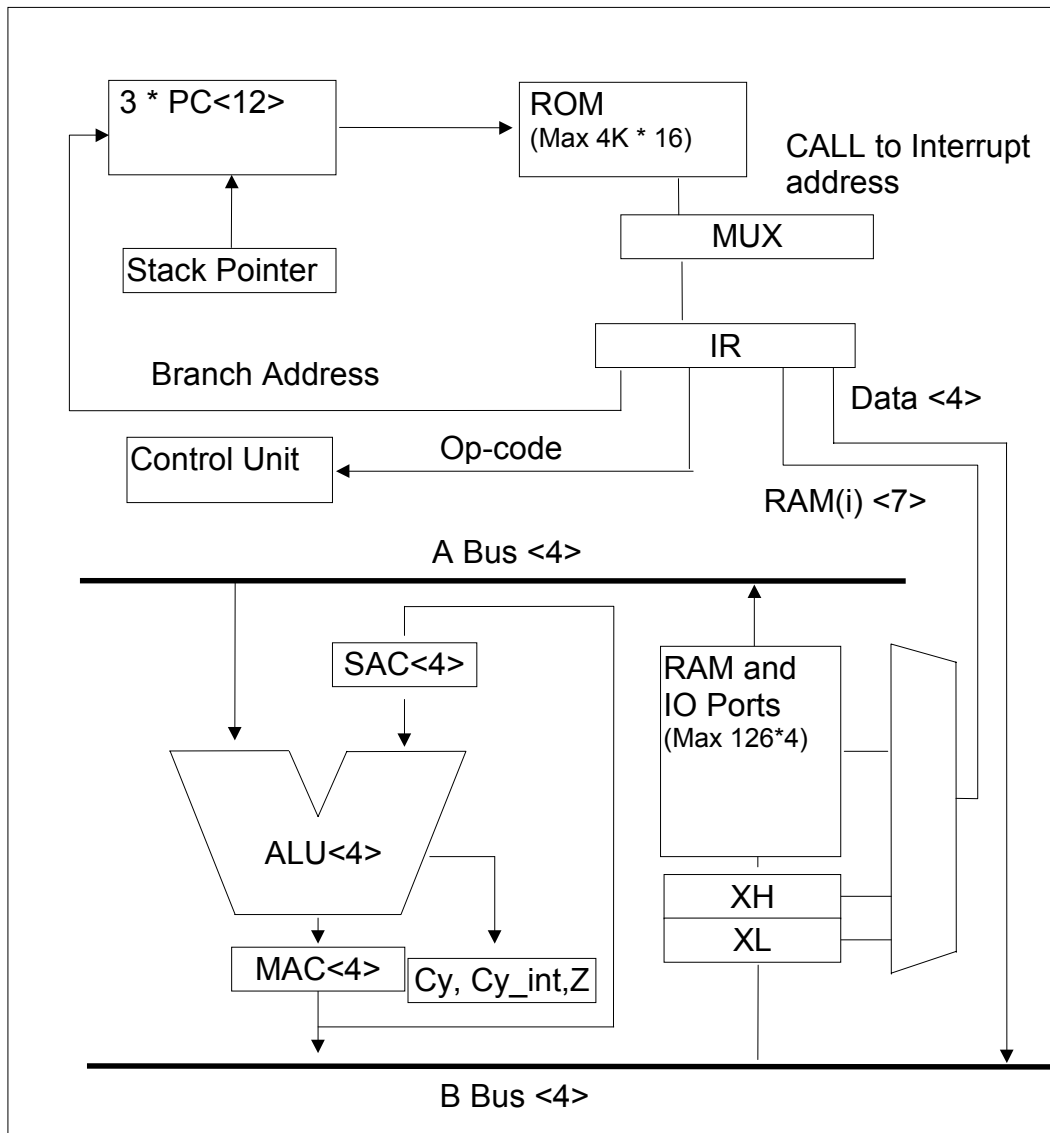 3 * PC<12>
ROM
(Max 4K * 16)
CALL to Interrupt
address
MUX
Stack Pointer
IR
Branch Address
Data <4>
Control Unit
Op-code
RAM(i) <7>
A Bus <4>
SAC<4>
RAM and
IO Ports
(Max 126*4)
ALU<4>
XH
XL
MAC<4>
Cy, Cy_int,Z
B Bus <4>